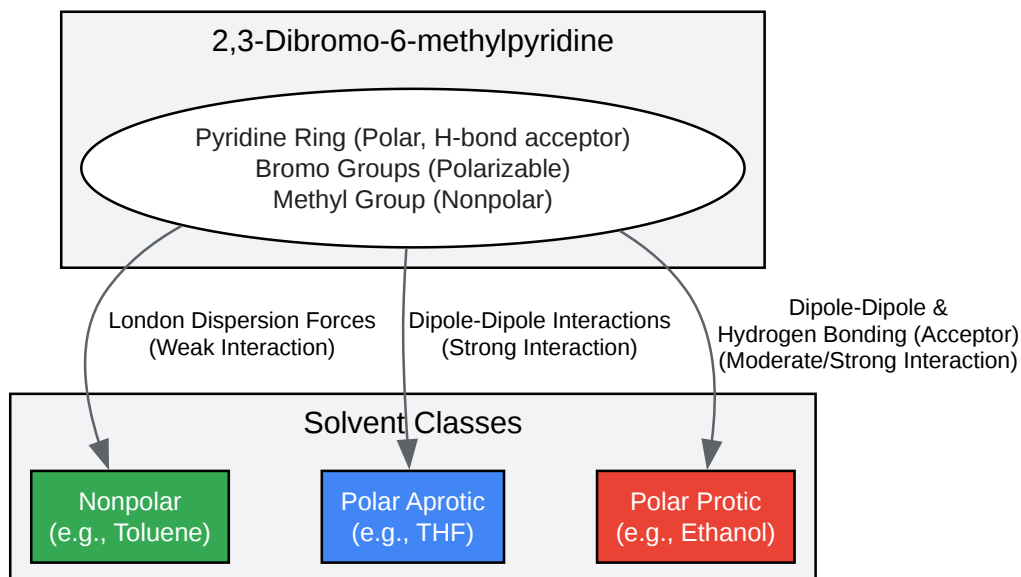 2,3-Dibromo-6-methylpyridine
Pyridine Ring (Polar, H-bond acceptor)
Bromo Groups (Polarizable)
Methyl Group (Nonpolar)
London Dispersion Forces
(Weak Interaction)
Dipole-Dipole Interactions
(Strong Interaction)
Dipole-Dipole &
Hydrogen Bonding (Acceptor)
(Moderate/Strong Interaction)
Solvent Classes
Nonpolar
(e.g., Toluene)
Polar Aprotic
(e.g., THF)
Polar Protic
(e.g., Ethanol)